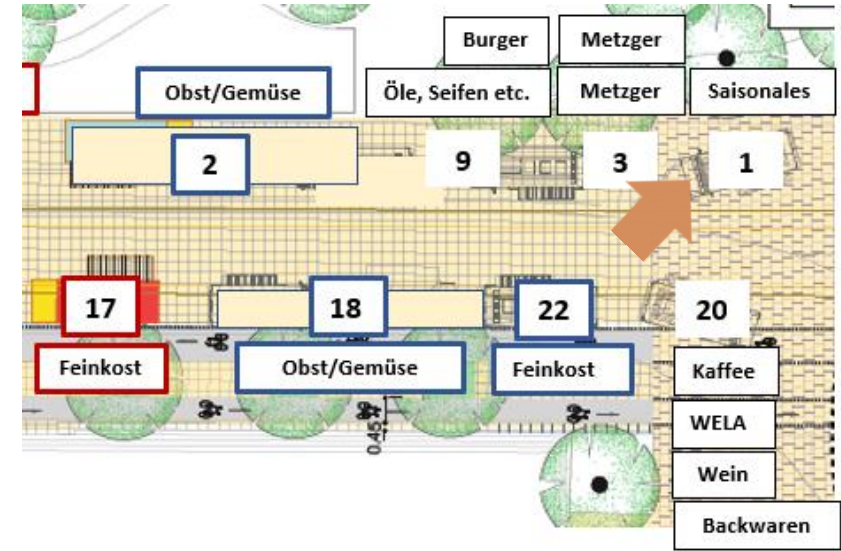 Burger
Metzger
Obst/Gemüse
Öle, Seifen etc.
Metzger
Saisonales
2
9
3
1
17
18
22
20
Feinkost
Obst/Gemüse
Feinkost
Kaffee
WELA
0.45
Wein
Backwaren